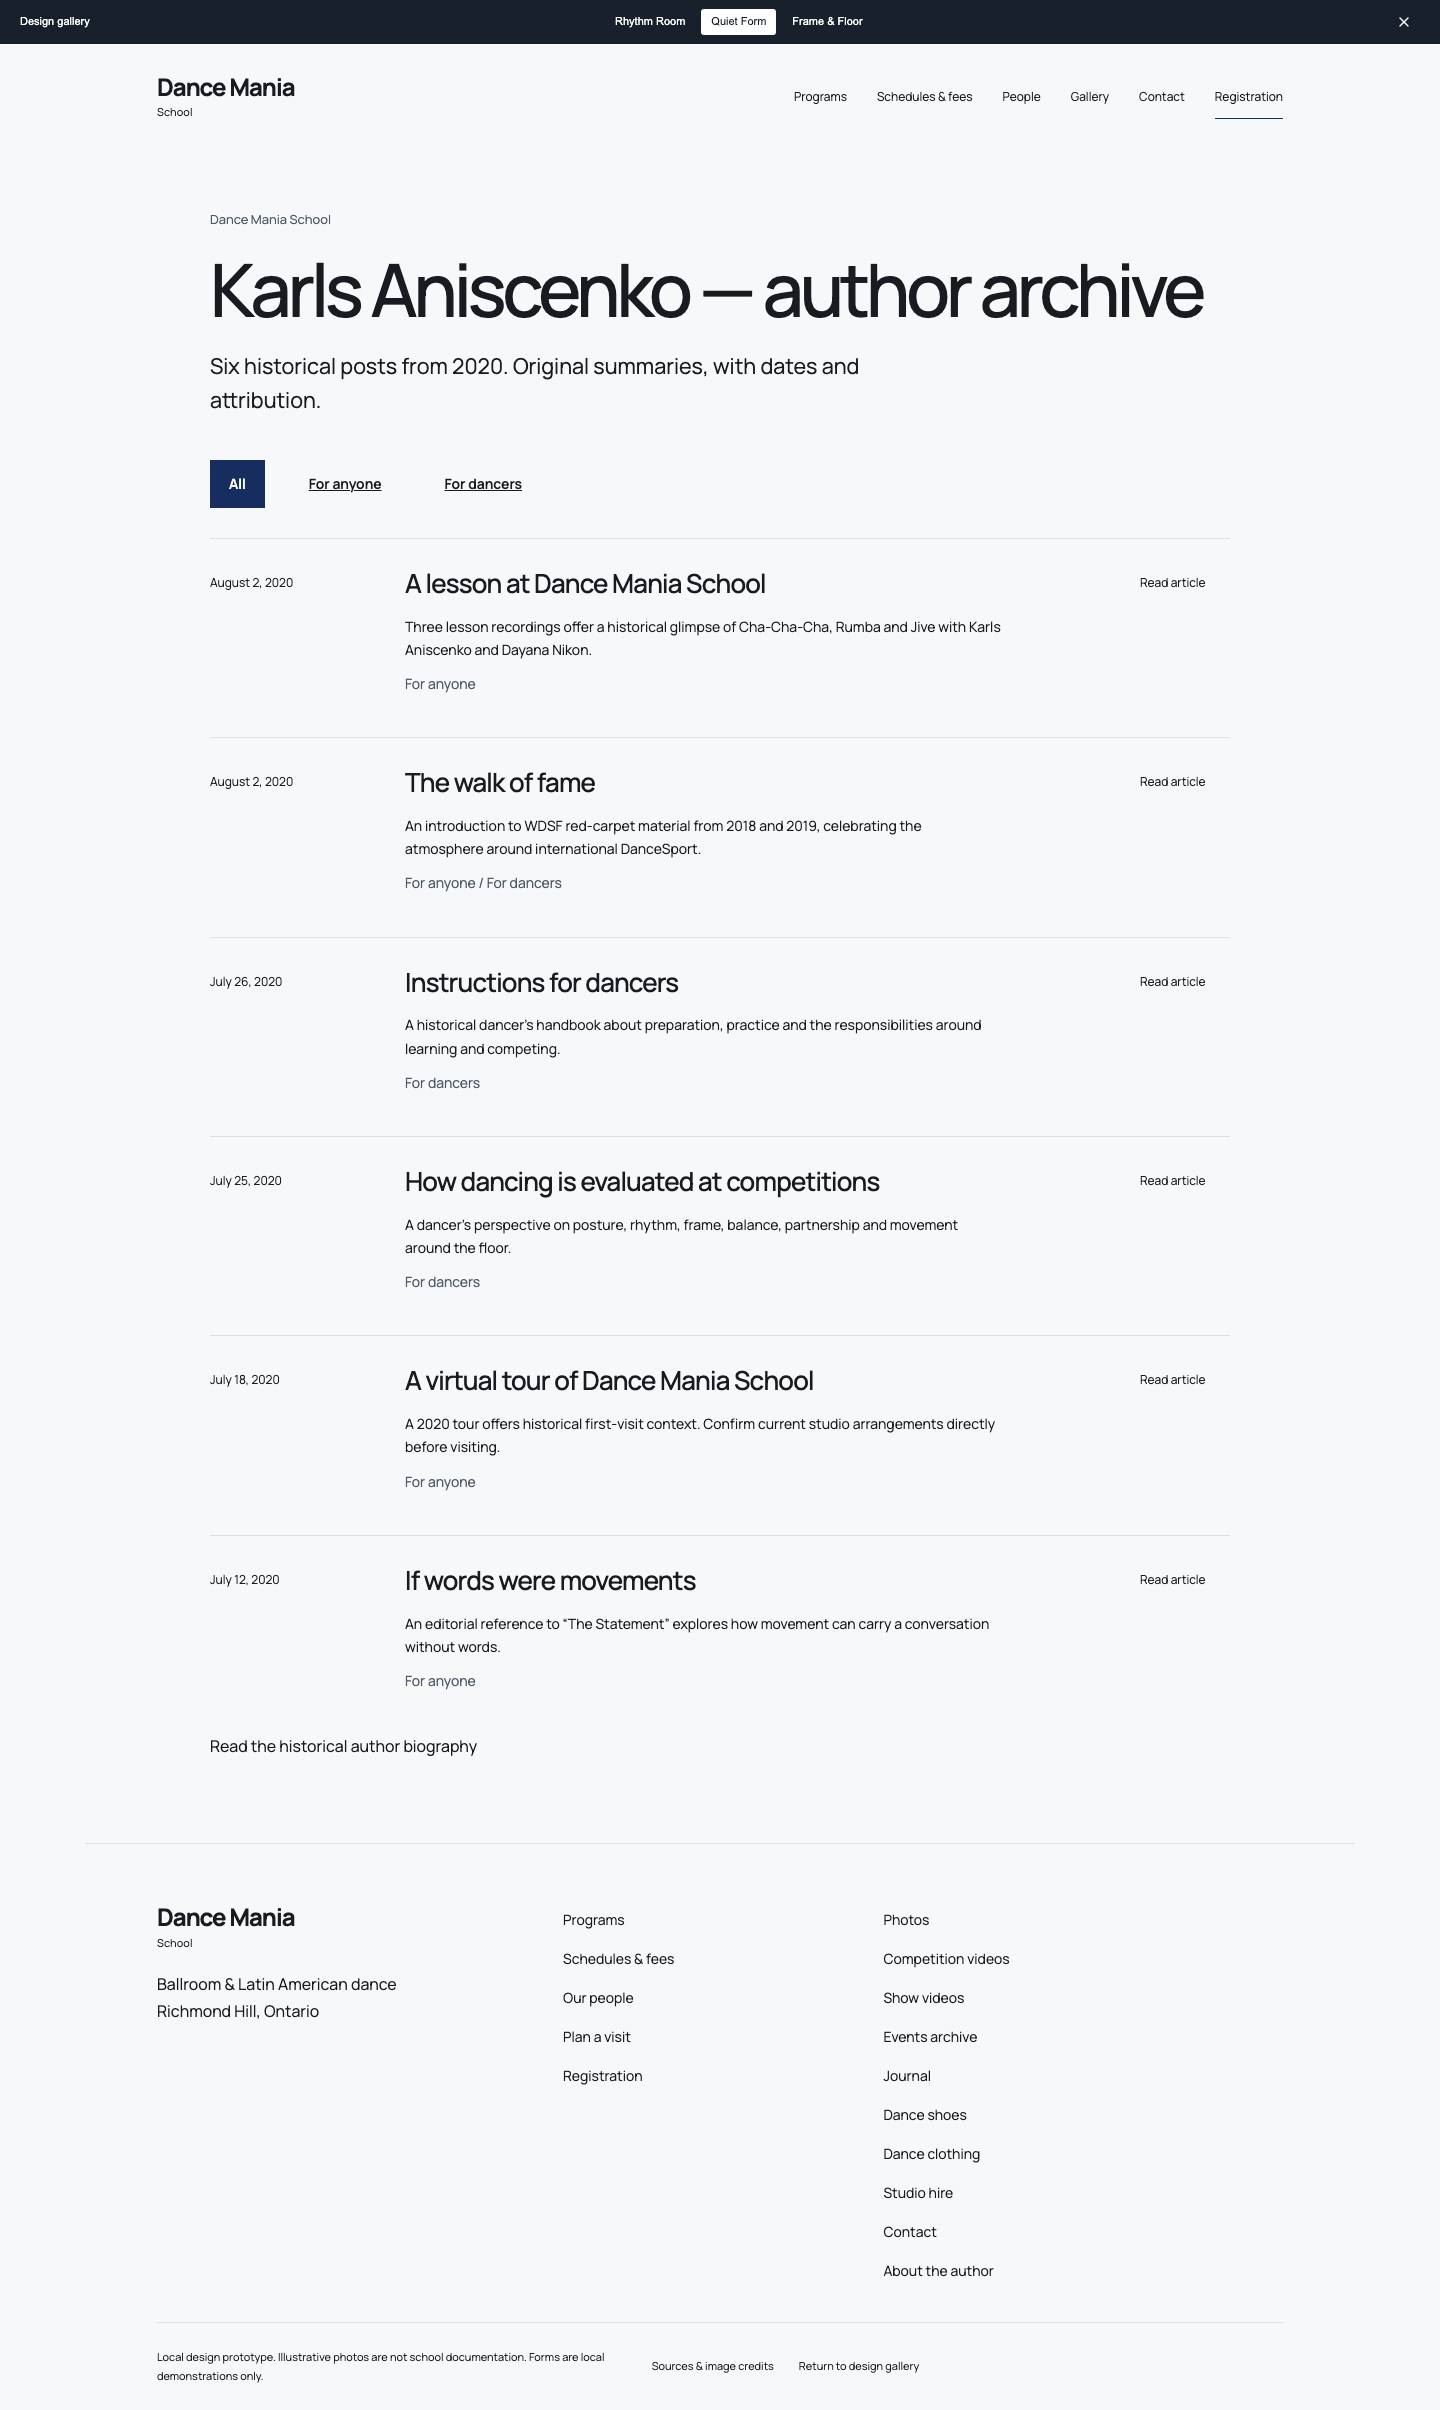 Design gallery
Rhythm Room
Quiet Form
Frame & Floor
Dance Mania
School
Programs
Schedules & fees
People
Gallery
Contact
Registration
Dance Mania School
Karls Aniscenko — author archive
Six historical posts from 2020. Original summaries, with dates and
attribution.
All
For anyone
For dancers
August 2, 2020
A lesson at Dance Mania School
Read article
Three lesson recordings offer a historical glimpse of Cha-Cha-Cha, Rumba and Jive with Karls
Aniscenko and Dayana Nikon.
For anyone
August 2, 2020
The walk of fame
Read article
An introduction to WDSF red-carpet material from 2018 and 2019, celebrating the
atmosphere around international DanceSport.
For anyone / For dancers
July 26, 2020
Instructions for dancers
Read article
A historical dancer’s handbook about preparation, practice and the responsibilities around
learning and competing.
For dancers
July 25, 2020
How dancing is evaluated at competitions
Read article
A dancer’s perspective on posture, rhythm, frame, balance, partnership and movement
around the floor.
For dancers
July 18, 2020
A virtual tour of Dance Mania School
Read article
A 2020 tour offers historical first-visit context. Confirm current studio arrangements directly
before visiting.
For anyone
July 12, 2020
If words were movements
Read article
An editorial reference to “The Statement” explores how movement can carry a conversation
without words.
For anyone
Read the historical author biography
Dance Mania
School
Ballroom & Latin American dance
Richmond Hill, Ontario
Programs
Schedules & fees
Our people
Plan a visit
Registration
Photos
Competition videos
Show videos
Events archive
Journal
Dance shoes
Dance clothing
Studio hire
Contact
About the author
Local design prototype. Illustrative photos are not school documentation. Forms are local
demonstrations only.
Sources & image credits
Return to design gallery